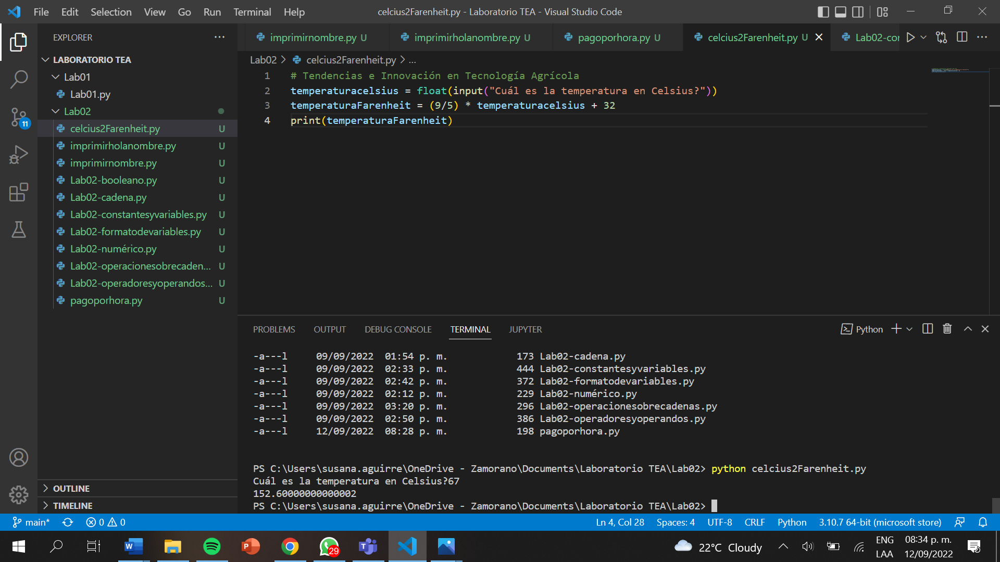 File Edit Selection View Go Run Terminal Help celcius2Farenheit.py - Laboratorio TEA - Visual Studio Code
EXPLORER
LABORATORIO TEA
Lab01
Lab01.py
Lab02
celcius2Farenheit.py U
imprimirholanombre.py U
imprimirnombre.py U
Lab02-booleano.py U
Lab02-cadena.py U
Lab02-constantesyvariables.py U
Lab02-formatodevariables.py U
Lab02-numérico.py U
Lab02-operacionesobrecaden... U
Lab02-operadoresyoperandos... U
pagoporhora.py U
OUTLINE
TIMELINE
11
imprimirnombre.py U imprimirholanombre.py U pagoporhora.py U celcius2Farenheit.py U Lab02-cor
Lab02 > celcius2Farenheit.py > ...
1 # Tendencias e Innovación en Tecnología Agrícola
2 temperaturacelsius = float(input("Cuál es la temperatura en Celsius?"))
3 temperaturaFarenheit = (9/5) * temperaturacelsius + 32
4 print(temperaturaFarenheit)
PROBLEMS OUTPUT DEBUG CONSOLE TERMINAL JUPYTER Python
-a---l 09/09/2022 01:54 p. m. 173 Lab02-cadena.py
-a---l 09/09/2022 02:33 p. m. 444 Lab02-constantesyvariables.py
-a---l 09/09/2022 02:42 p. m. 372 Lab02-formatodevariables.py
-a---l 09/09/2022 02:12 p. m. 229 Lab02-numérico.py
-a---l 09/09/2022 03:20 p. m. 296 Lab02-operacionesobrecadenas.py
-a---l 09/09/2022 02:50 p. m. 386 Lab02-operadoresyoperandos.py
-a---l 12/09/2022 08:28 p. m. 198 pagoporhora.py
PS C:\Users\susana.aguirre\OneDrive - Zamorano\Documents\Laboratorio TEA\Lab02> python celcius2Farenheit.py
Cuál es la temperatura en Celsius?67
152.60000000000002
PS C:\Users\susana.aguirre\OneDrive - Zamorano\Documents\Laboratorio TEA\Lab02>
main* 0 0 Ln 4, Col 28 Spaces: 4 UTF-8 CRLF Python 3.10.7 64-bit (microsoft store)
29 22°C Cloudy
ENG 08:34 p. m.
LAA 12/09/2022